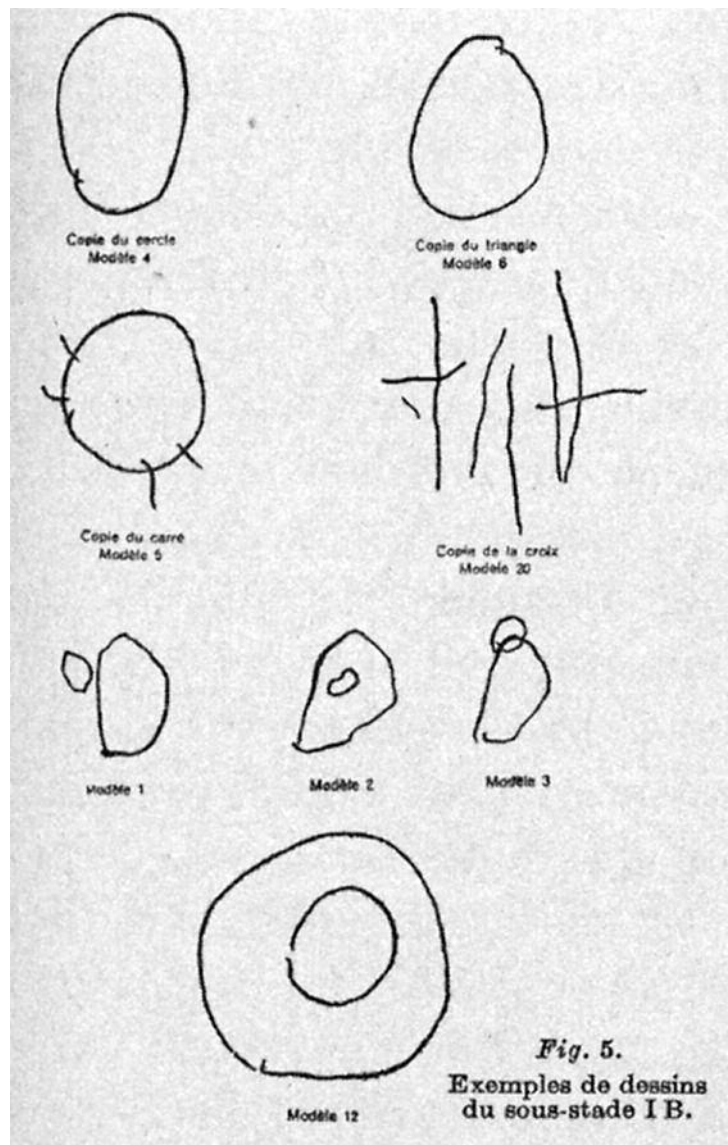 Copie du cercle
Modèle 4
Copie du triangle
Modèle 6
Copie du carré
Modèle 5
Copie de la croix
Modèle 20
Modèle 1
Modèle 2
Modèle 3
Modèle 12
Fig. 5.
Exemples de dessins
du sous-stade I B.